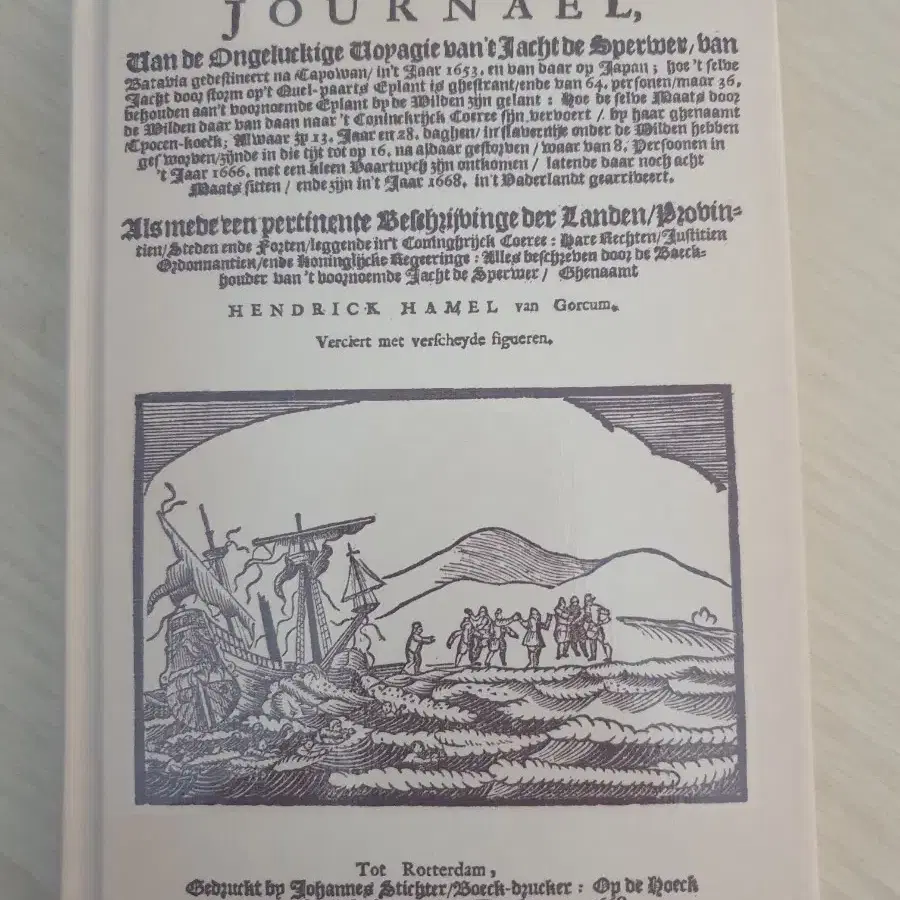 JOURNAEL,
Van de Ongeluckige Voyagie van't Jacht de Sperwer/ van
Batavia gedestineert na Tayowan/ in't Jaar 1653. en van daar op Japan; hoe 't selve
Jacht door storm op't Quel-paarts Eylant is ghestrant/ende van 64. personen/maar 36.
behouden aan't voornoemde Eylant by de Wilden zijn gelant: Hoe de selve Maats door
de Wilden daar van daan naar 't Coninckrijck Coeree sijn vervoert / by haar ghenaamt
Tyocen-koeck; Alwaar zy 13. Jaar en 28. daghen/ in slavernije onder de Wilden hebben
gesworven/zijnde in die tijt tot op 16. na aldaar gestorven / waar van 8. Persoonen in
't Jaar 1666. met een kleen Vaartuych zijn ontkomen / latende daar noch acht
Maats sitten / ende zijn in't Jaar 1668. in't Vaderlandt gearriveert.
Als mede een pertinente Beschrijvinge der Landen/Provin-
tien/Steden ende Forten/leggende in't Coninghrijck Coeree: Hare Rechten/Justitien
Ordonnantien/ende Koninglijcke Regeeringe: Alles beschreven door de Boeck-
houder van 't voornoemde Jacht de Sperwer/ Ghenaamt
HENDRICK HAMEL van Gorcum.
Verciert met verscheyde figueren.
Tot Rotterdam,
Gedruckt by Johannes Stichter/Boeck-drucker: Op de Hoeck